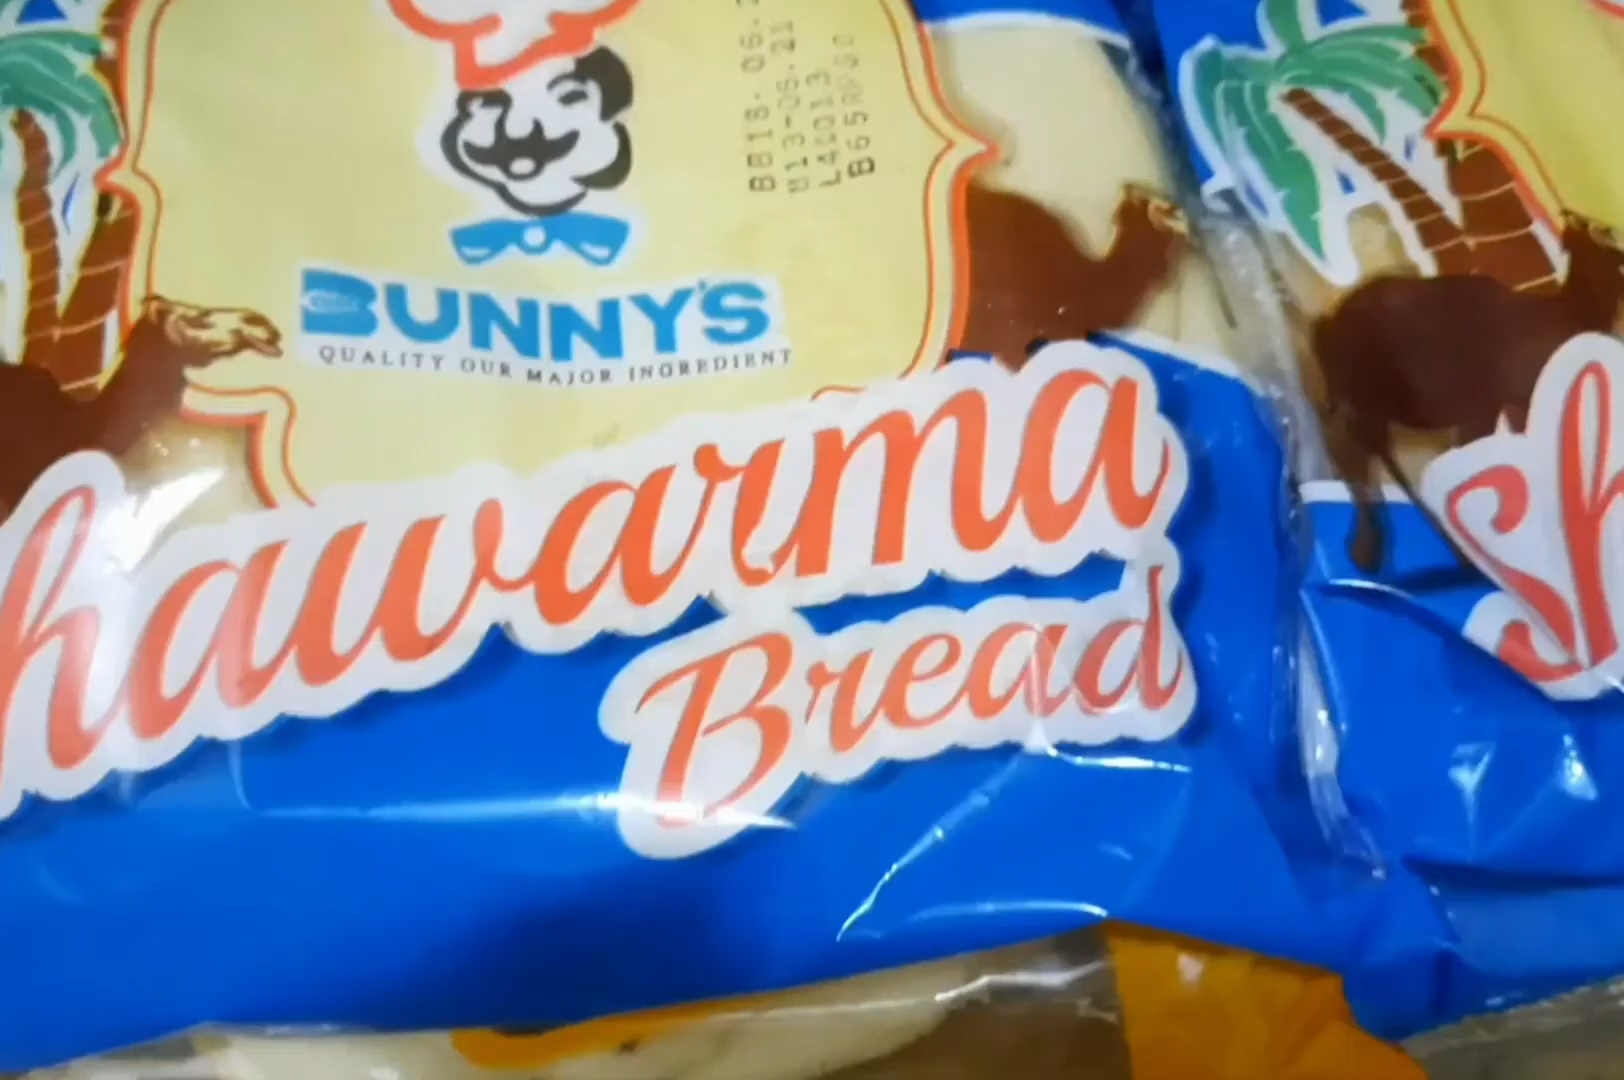 BUNNY'S
QUALITY OUR MAJOR INGREDIENT
hawarma
Bread
Sh